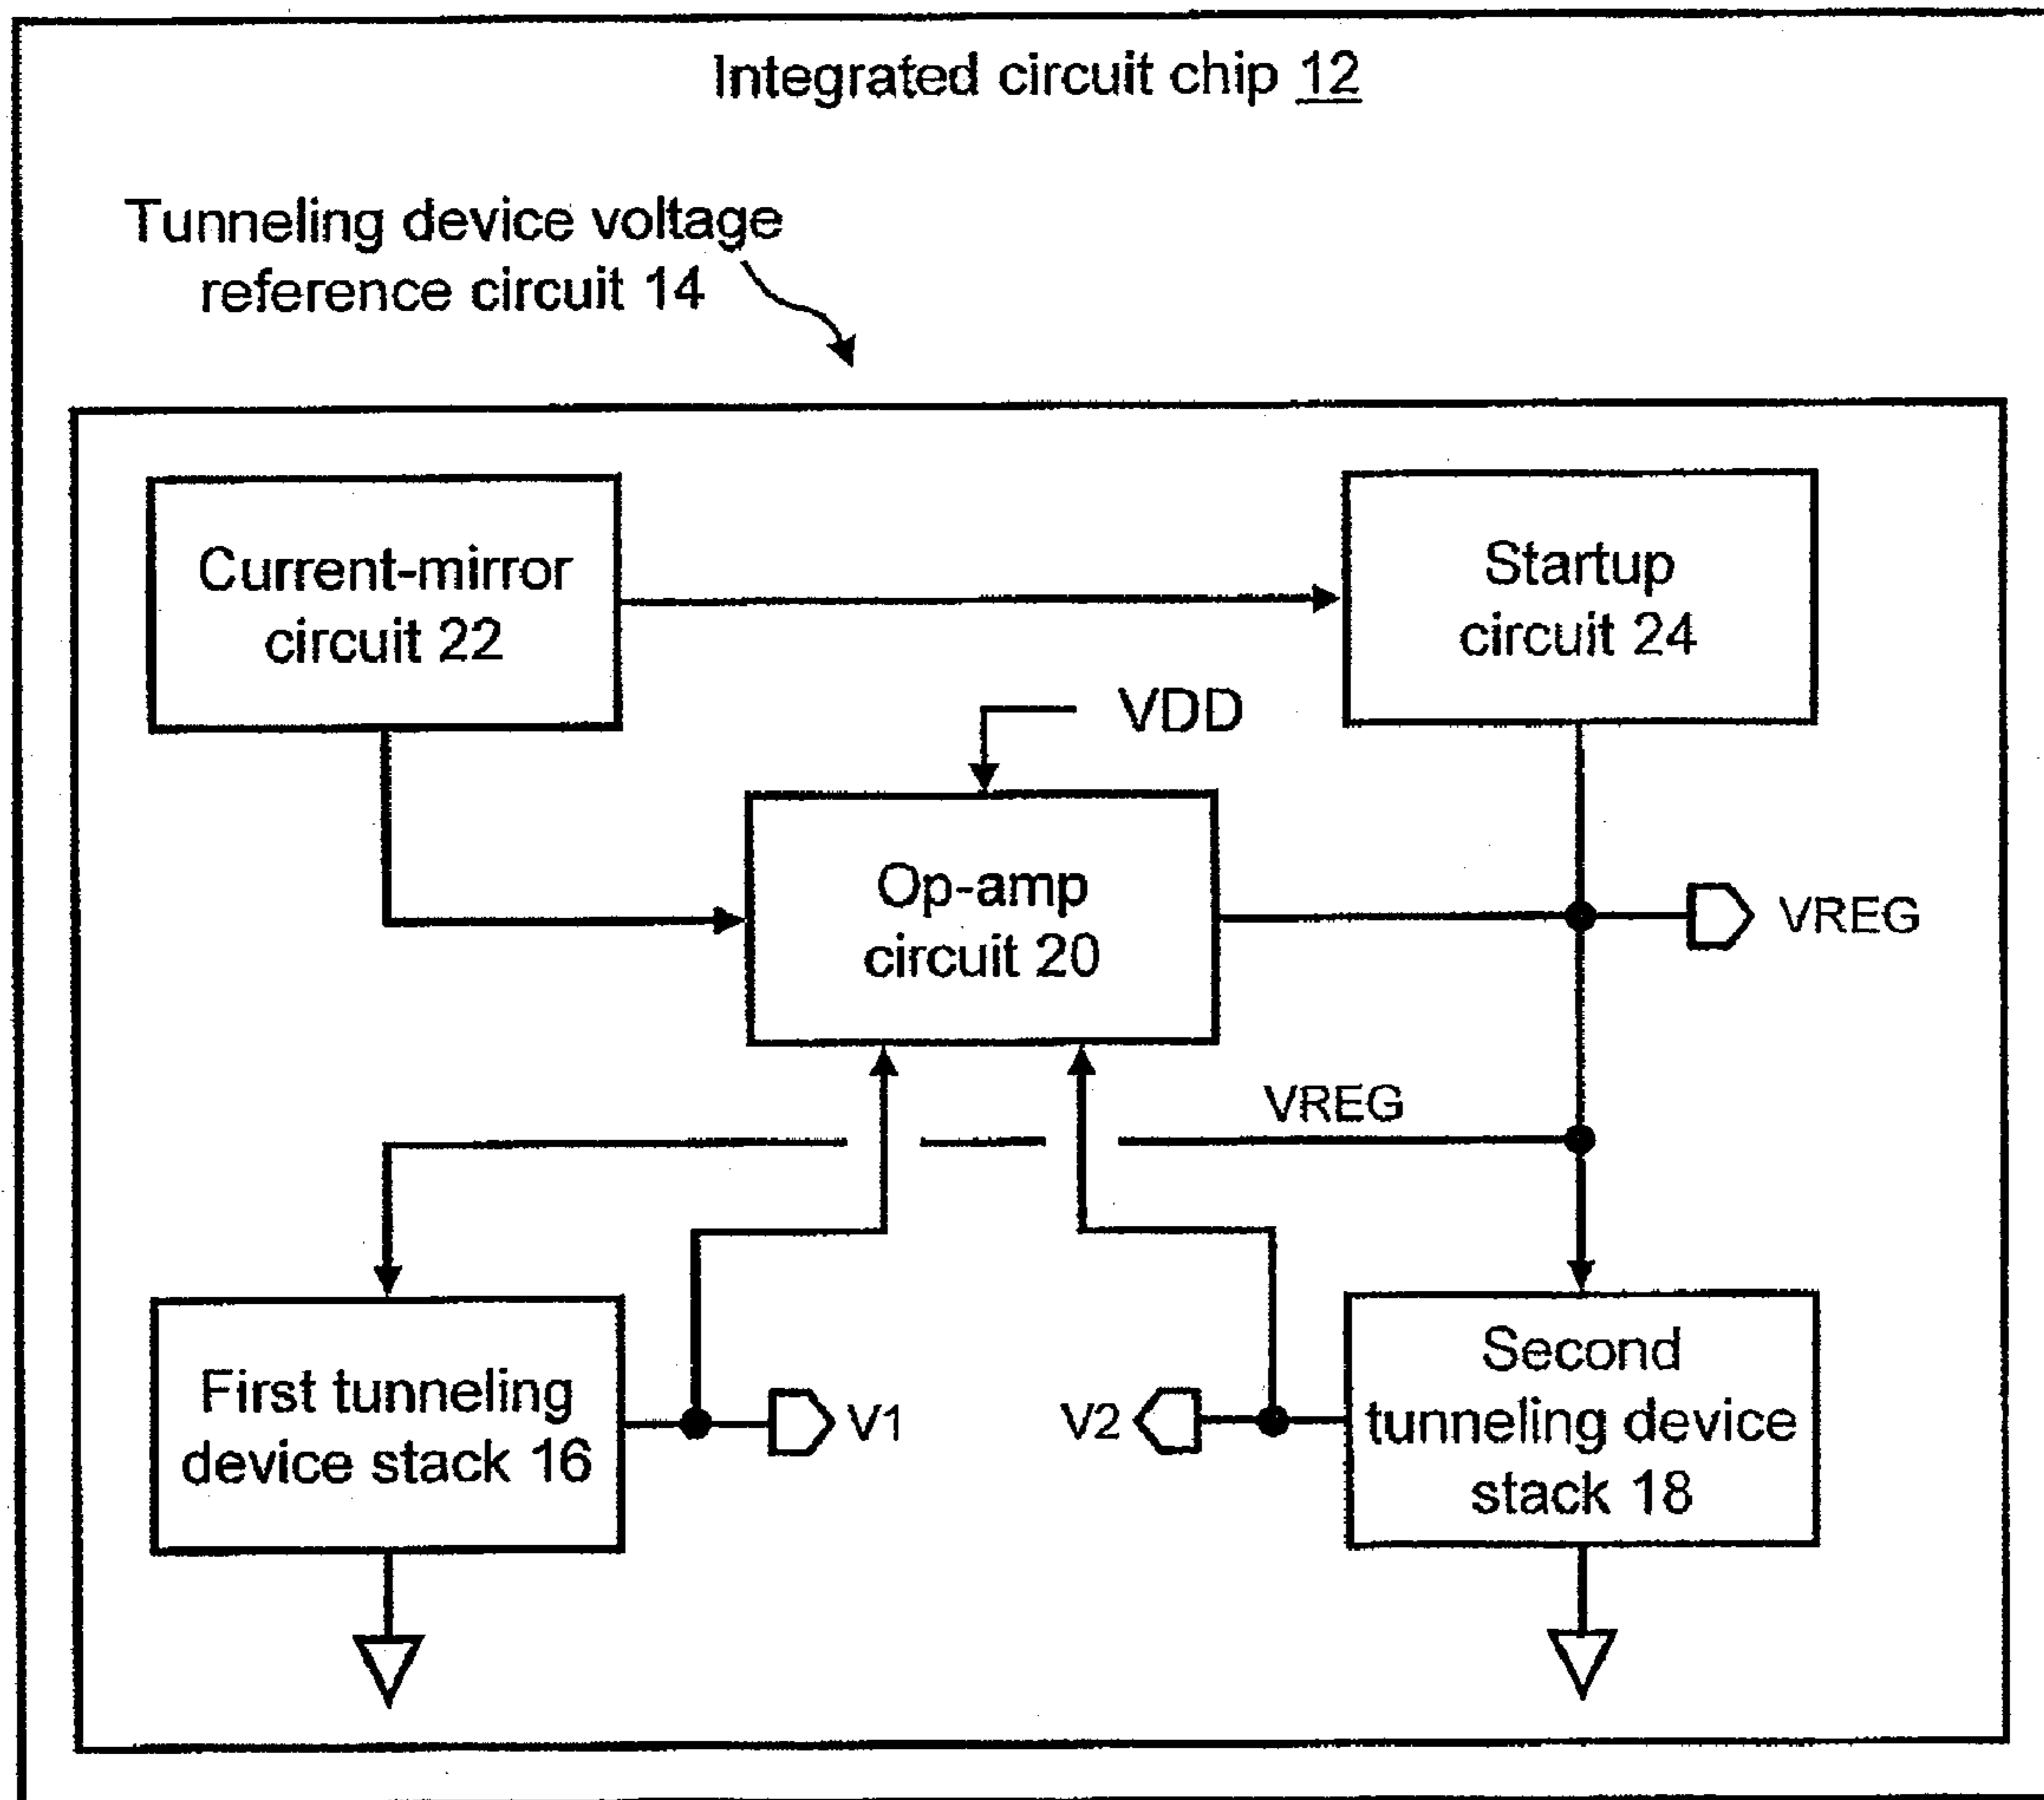 Integrated circuit chip 12
Tunneling device voltage
reference circuit 14
Current-mirror
circuit 22
Startup
circuit 24
VDD
Op-amp
circuit 20
VREG
VREG
First tunneling
device stack 16
V1
V2
Second
tunneling device
stack 18